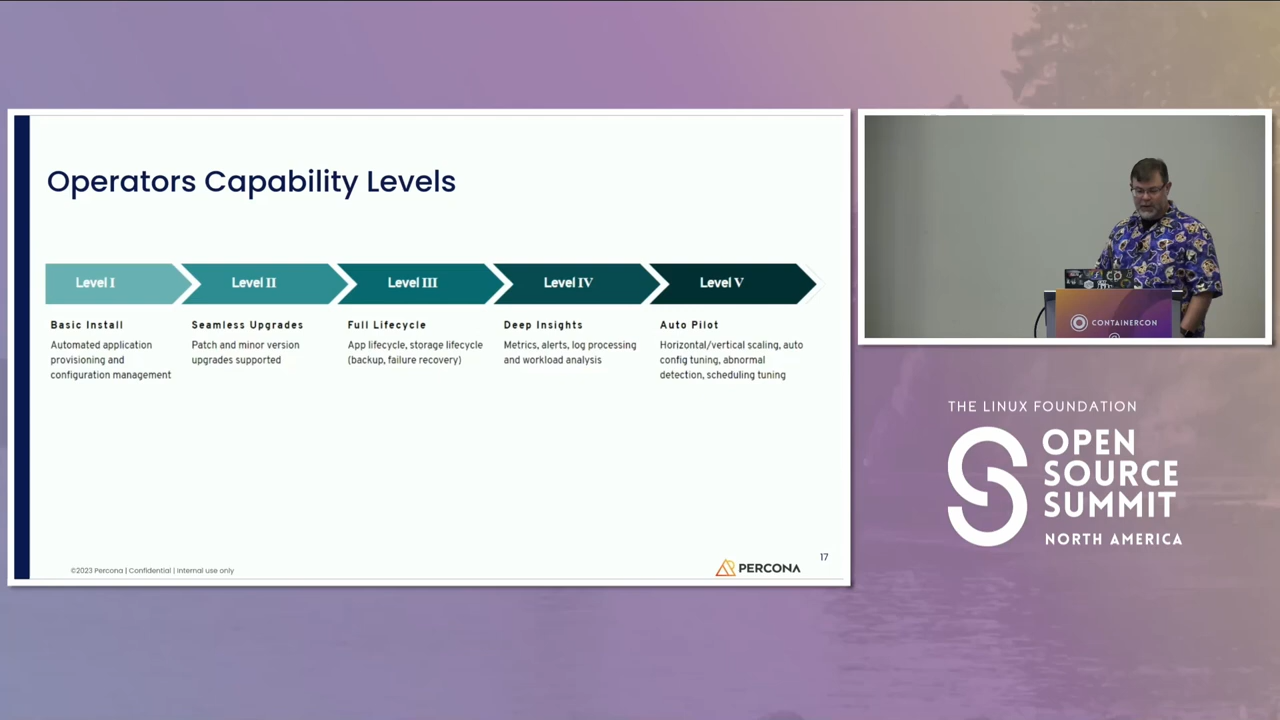 Operators Capability Levels
Level I
Level II
Level III
Level IV
Level V
Basic Install
Automated application
provisioning and
configuration management
Seamless Upgrades
Patch and minor version
upgrades supported
Full Lifecycle
App lifecycle, storage lifecycle
(backup, failure recovery)
Deep Insights
Metrics, alerts, log processing
and workload analysis
Auto Pilot
Horizontal/vertical scaling, auto
config tuning, abnormal
detection, scheduling tuning
©2023 Percona | Confidential | Internal use only
PERCONA
17
CONTAINERCON
THE LINUX FOUNDATION
OPEN
SOURCE
SUMMIT
NORTH AMERICA